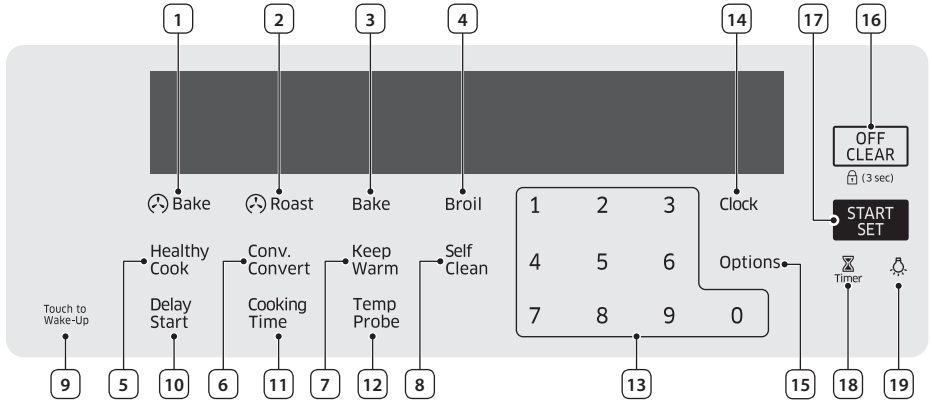 1 2 3 4 14 17 16
OFF
CLEAR
(3 sec)
Bake Roast Bake Broil 1 2 3 Clock
START
SET
Healthy
Cook
Conv.
Convert
Keep
Warm
Self
Clean
4 5 6 Options
Timer
Touch to
Wake-Up
Delay
Start
Cooking
Time
Temp
Probe
7 8 9 0
9 5 10 6 11 7 12 8 13 15 18 19